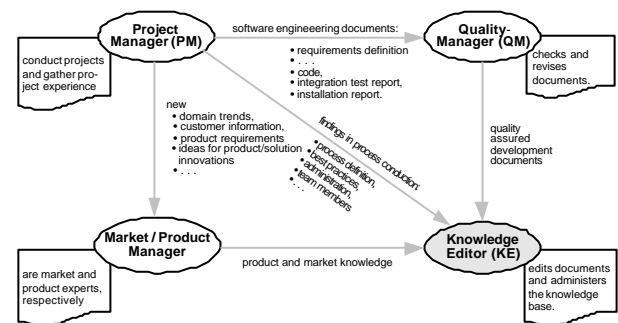 Project
Manager (PM)
software engineering documents:
• requirements definition
• . . .
• code,
• integration test report,
• installation report.
Quality-
Manager (QM)
conduct projects
and gather pro-
ject experience
checks and
revises
documents.
new
• domain trends,
• customer information,
• product requirements
• ideas for product/solution
innovations
• . . .
findings in process conduction:
• process definition,
• best practices,
• administration,
• team members
• . . .
quality
assured
development
documents
Market / Product
Manager
product and market knowledge
Knowledge
Editor (KE)
are market and
product experts,
respectively
edits documents
and administers
the knowledge
base.